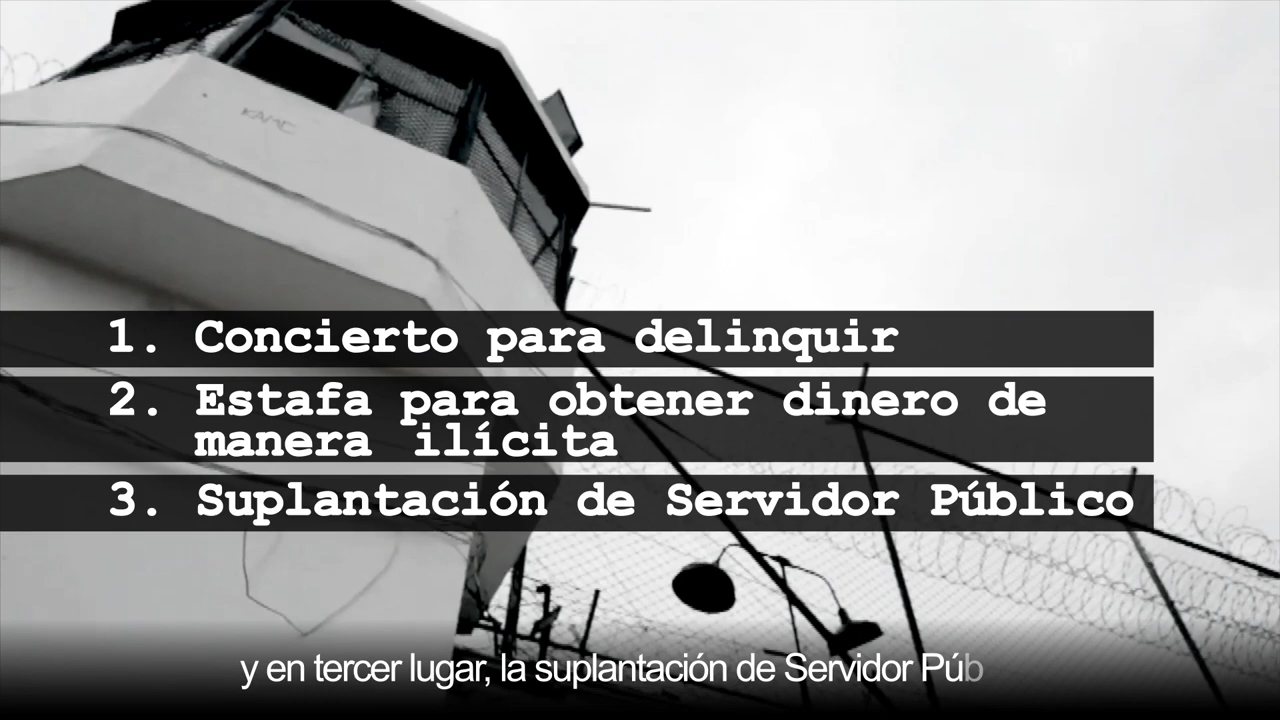 1. Concierto para delinquir
2. Estafa para obtener dinero de
manera ilícita
3. Suplantación de Servidor Público
y en tercer lugar, la suplantación de Servidor Púb